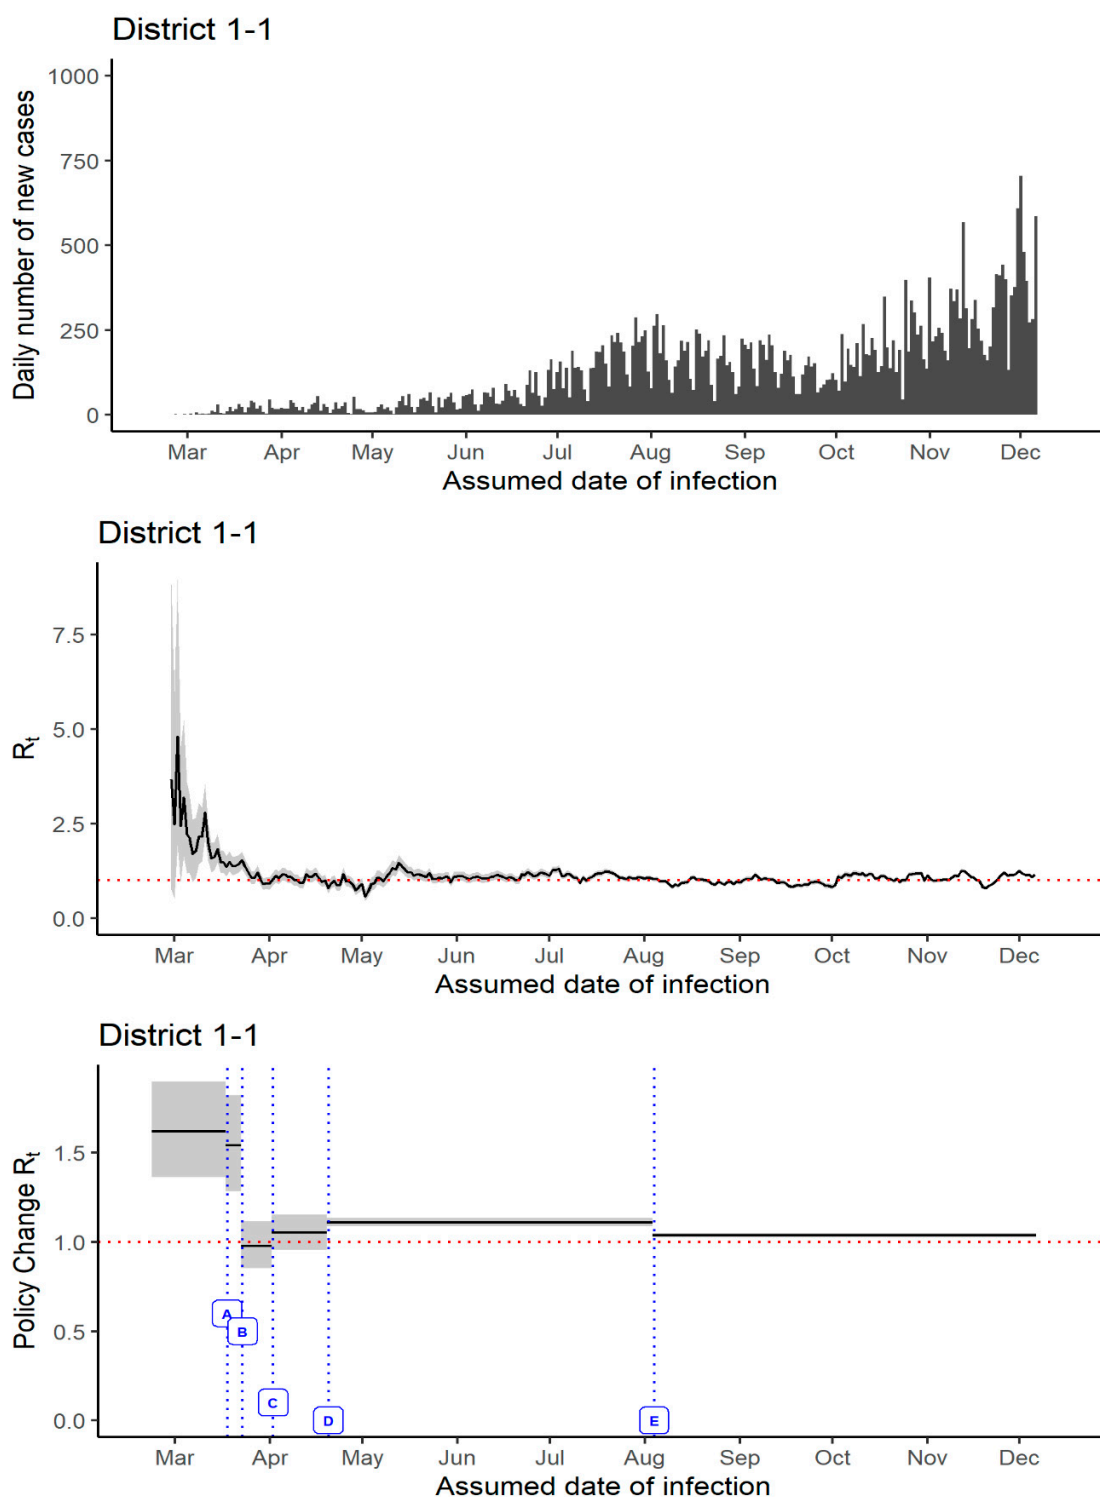 District 1-1
Daily number of new cases
1000
750
500
250
0
Mar Apr May Jun Jul Aug Sep Oct Nov Dec
Assumed date of infection
District 1-1
Rt
7.5
5.0
2.5
0.0
Mar Apr May Jun Jul Aug Sep Oct Nov Dec
Assumed date of infection
District 1-1
Policy Change Rt
1.5
1.0
0.5
0.0
A
B
C
D
E
Mar Apr May Jun Jul Aug Sep Oct Nov Dec
Assumed date of infection